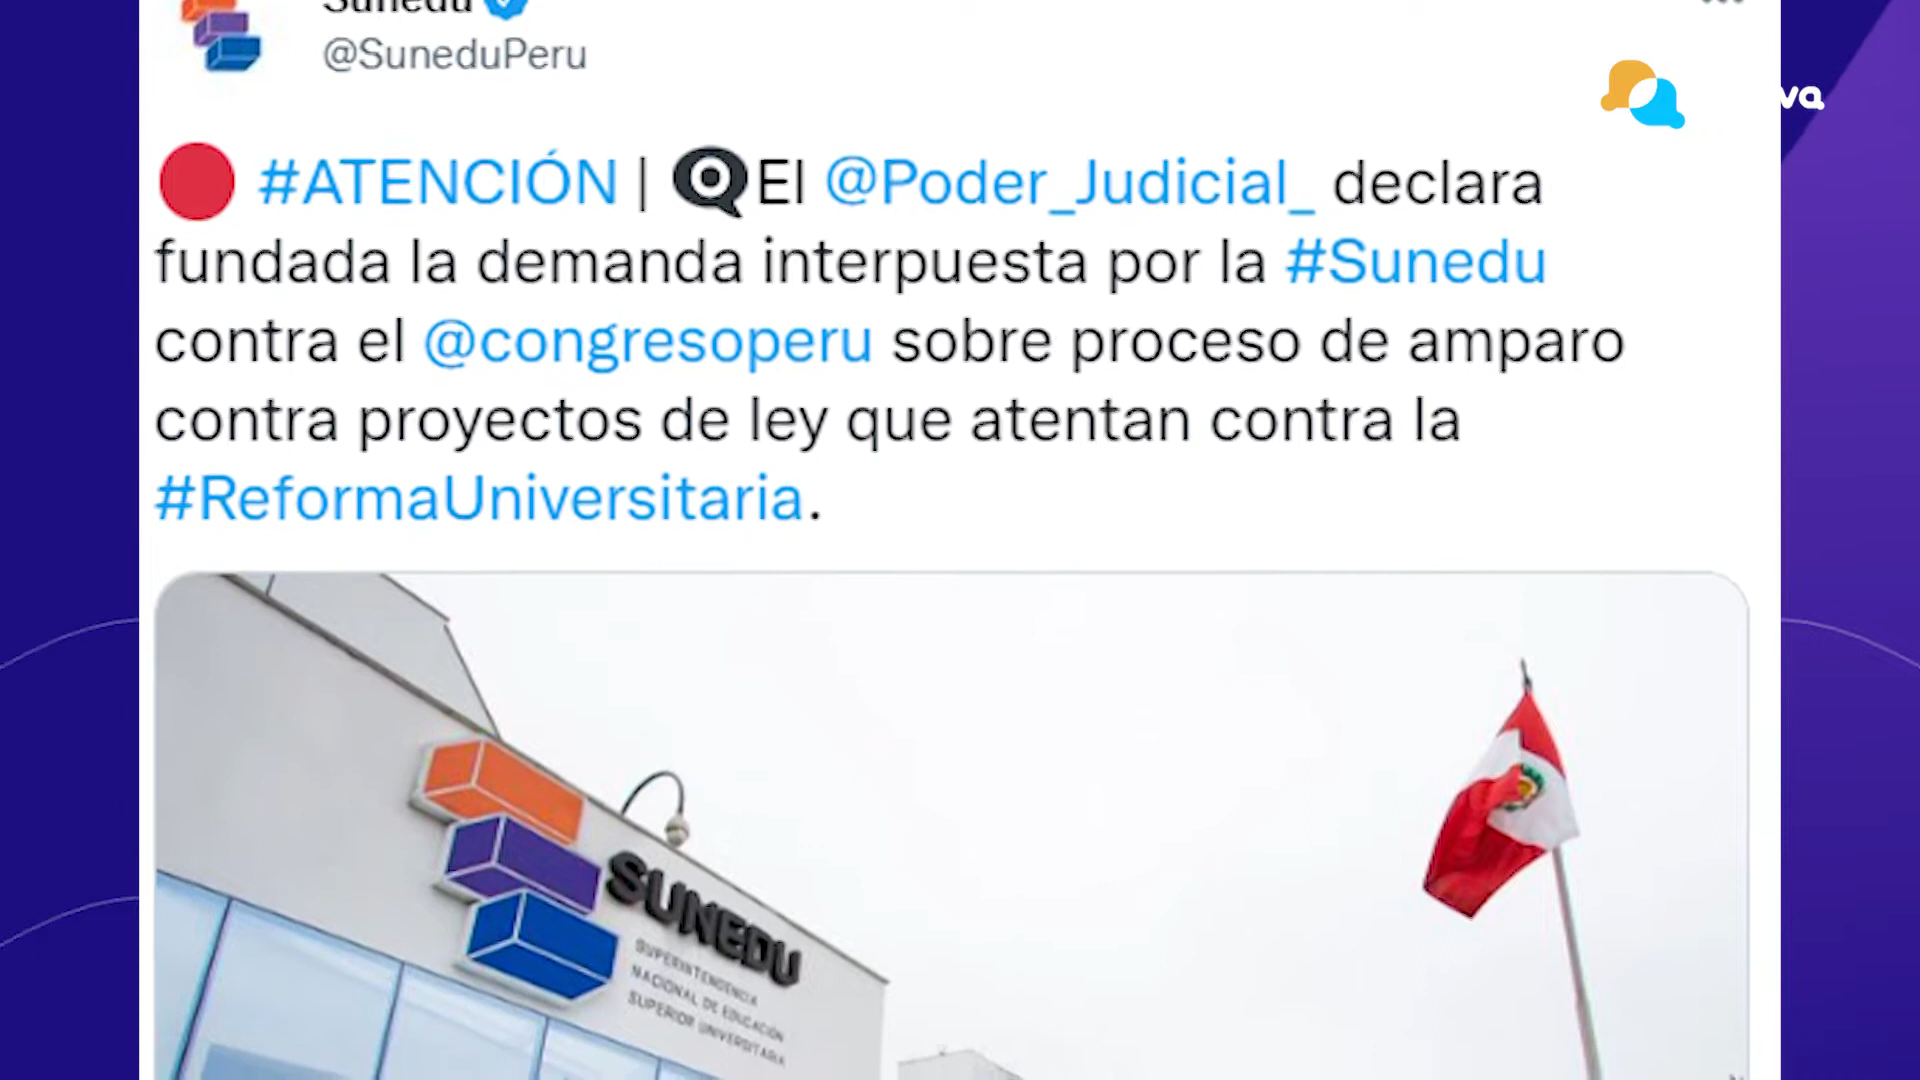 Sunedu
@SuneduPeru
#ATENCIÓN | El @Poder_Judicial_ declara
fundada la demanda interpuesta por la #Sunedu
contra el @congresoperu sobre proceso de amparo
contra proyectos de ley que atentan contra la
#ReformaUniversitaria.
SUNEDU
SUPERINTENDENCIA
NACIONAL DE EDUCACIÓN
SUPERIOR UNIVERSITARIA